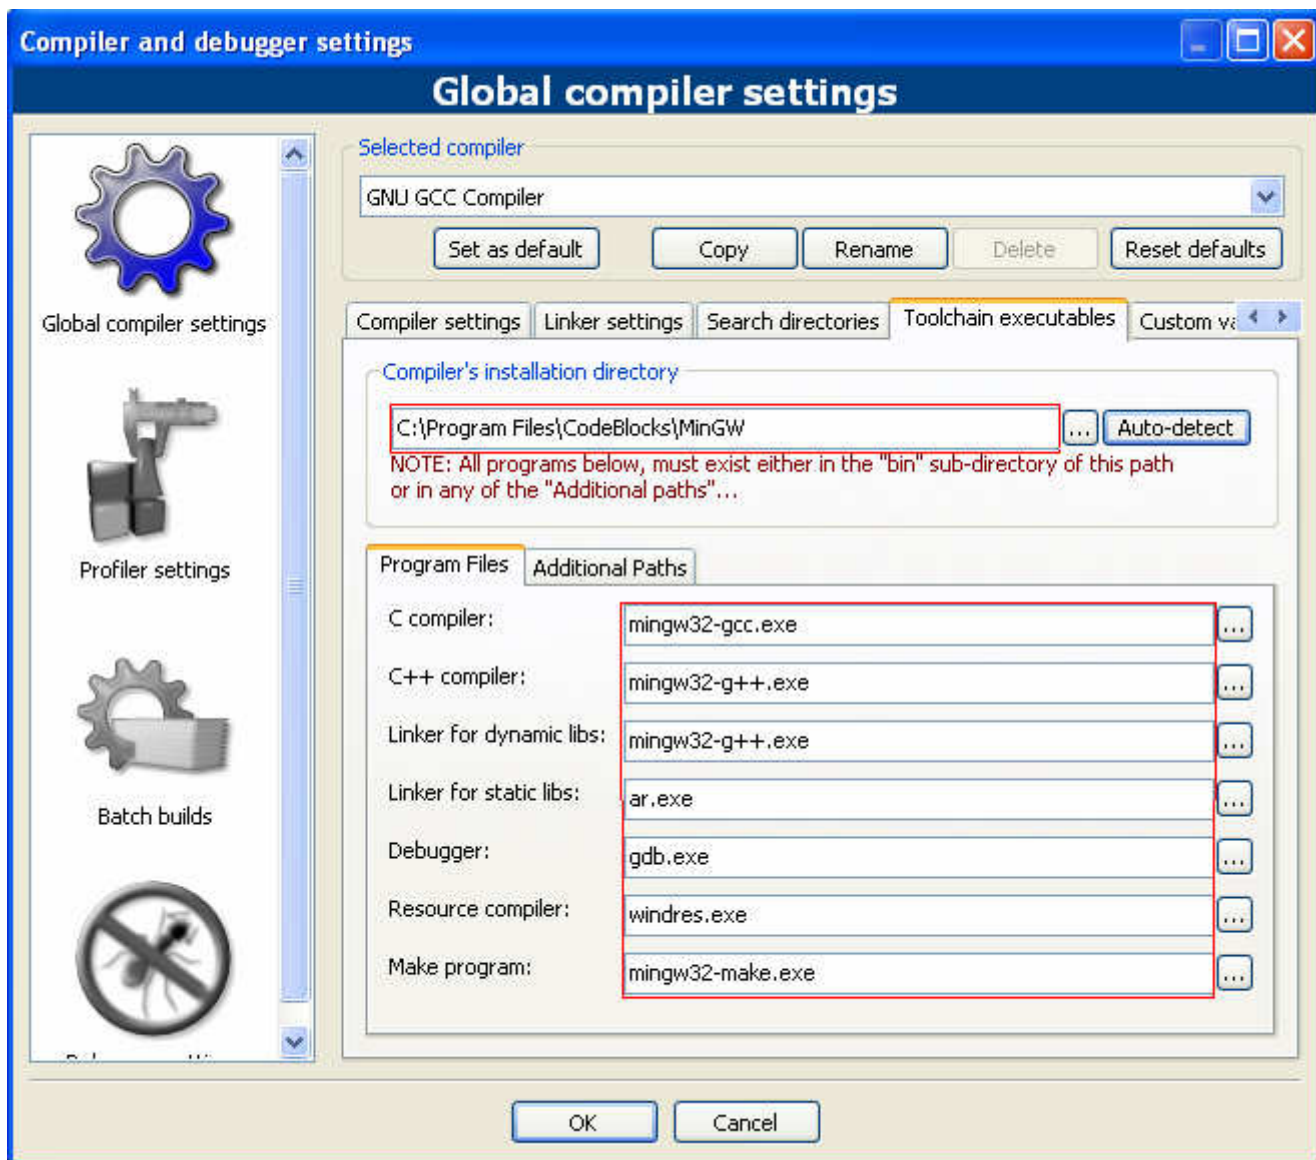 Compiler and debugger settings
Global compiler settings
Selected compiler
GNU GCC Compiler
Set as default
Copy
Rename
Delete
Reset defaults
Global compiler settings
Profiler settings
Batch builds
Compiler settings
Linker settings
Search directories
Toolchain executables
Custom
Compiler's installation directory
C:\Program Files\CodeBlocks\MinGW
...
Auto-detect
NOTE: All programs below, must exist either in the "bin" sub-directory of this path
or in any of the "Additional paths"...
Program Files
Additional Paths
C compiler:
mingw32-gcc.exe
...
C++ compiler:
mingw32-g++.exe
...
Linker for dynamic libs:
mingw32-g++.exe
...
Linker for static libs:
ar.exe
...
Debugger:
gdb.exe
...
Resource compiler:
windres.exe
...
Make program:
mingw32-make.exe
...
OK
Cancel